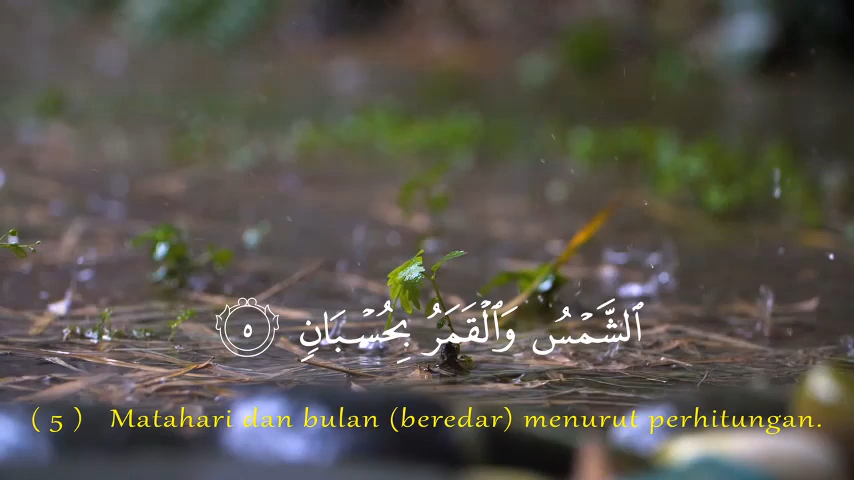 ٱلشَّمْسُ وَٱلْقَمَرُ بِحُسْبَانٍ ٥
( 5 ) Matahari dan bulan (beredar) menurut perhitungan.